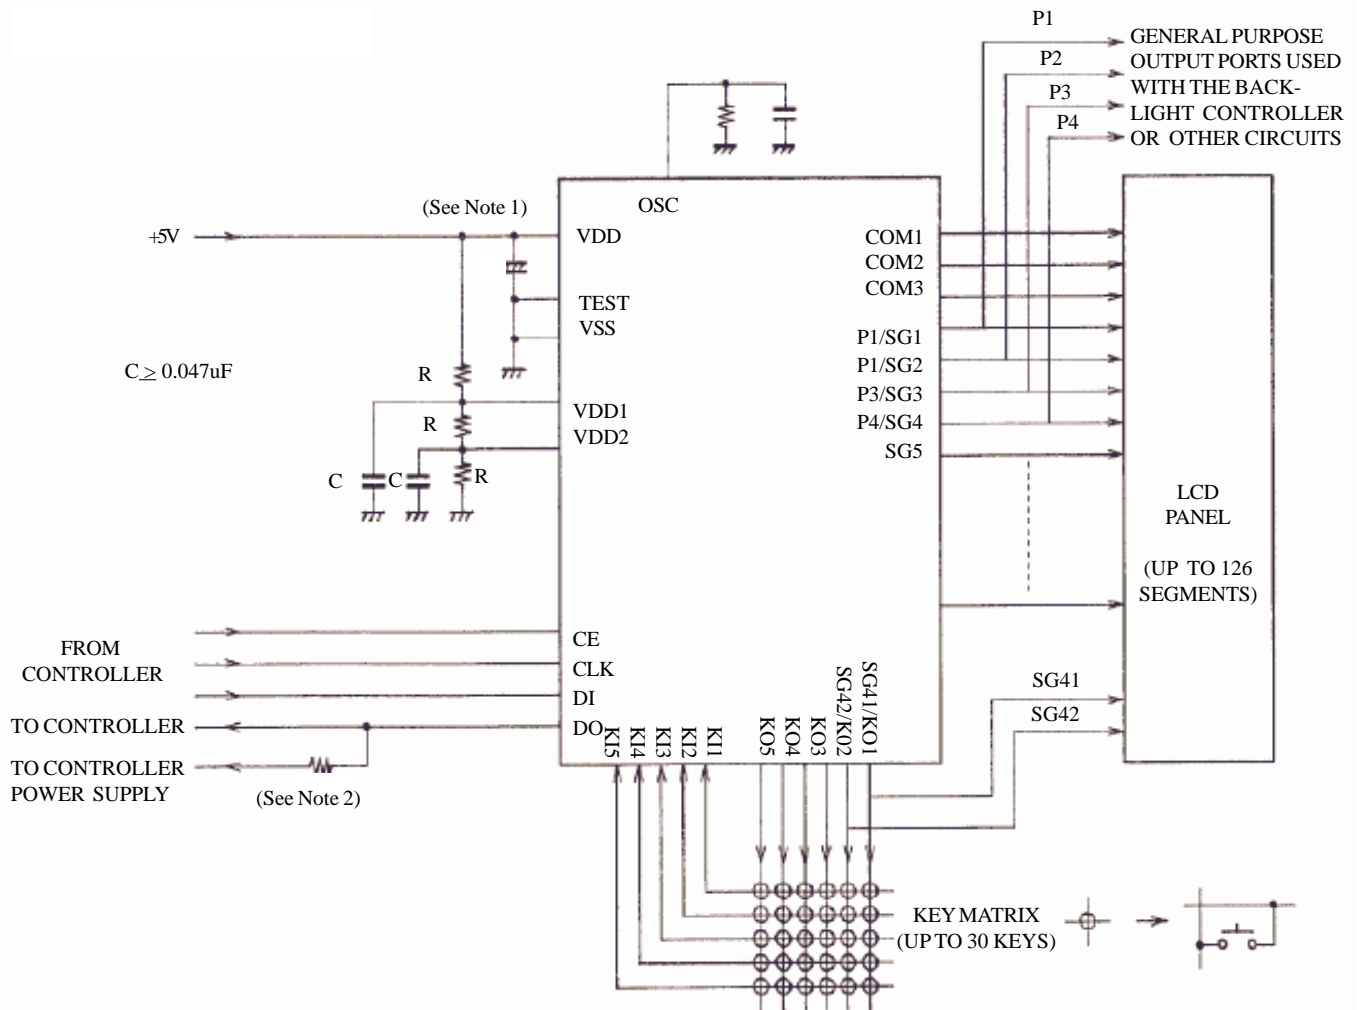 P1
GENERAL PURPOSE
OUTPUT PORTS USED
WITH THE BACK-
LIGHT CONTROLLER
OR OTHER CIRCUITS
P2
P3
P4
OSC
(See Note 1)
+5V
VDD
TEST
VSS
COM1
COM2
COM3
P1/SG1
P1/SG2
P3/SG3
P4/SG4
SG5
C ≥ 0.047uF
R
R
R
VDD1
VDD2
C
C
LCD
PANEL
(UP TO 126
SEGMENTS)
FROM
CONTROLLER
CE
CLK
DI
DO
TO CONTROLLER
TO CONTROLLER
POWER SUPPLY
(See Note 2)
KI5
KI4
KI3
KI2
KI1
KO5
KO4
KO3
SG42/K02
SG41/KO1
SG41
SG42
KEY MATRIX
(UP TO 30 KEYS)